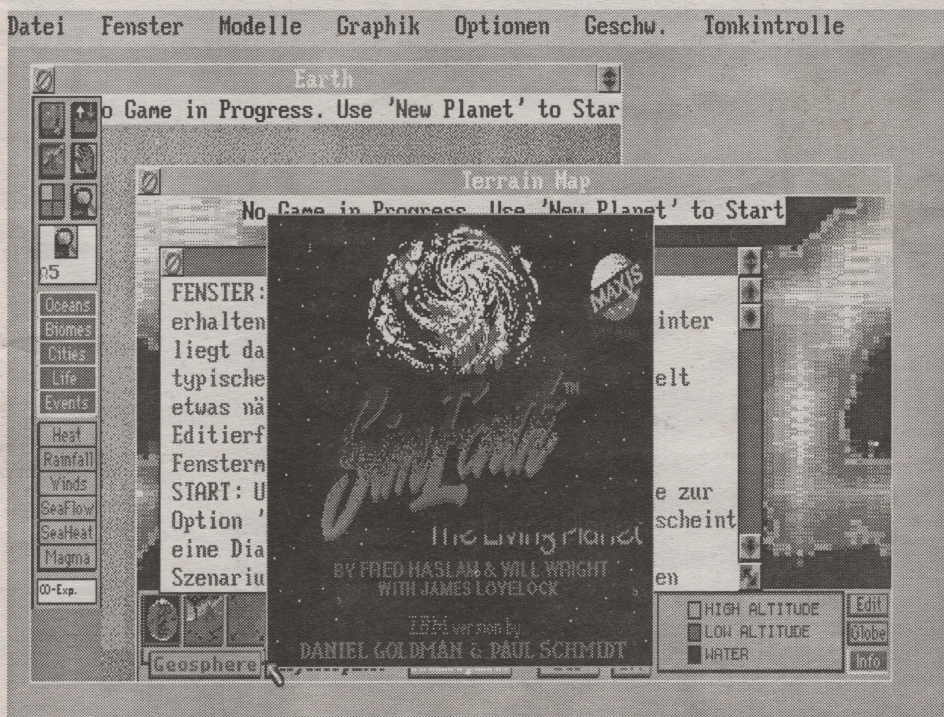 Datei Fenster Modelle Graphik Optionen Geschw. Tonkintrolle
Earth
o Game in Progress. Use 'New Planet' to Star
Terrain Map
No Game in Progress. Use 'New Planet' to Start
n5
Oceans
Biomes
Cities
Life
Events
Heat
Rainfall
Winds
SeaFlow
SeaHeat
Magma
CO-Exp.
FENSTER:
erhalten inter
liegt da
typische elt
etwas nä
Editierf
Fensterm
START: U e zur
Option ' scheint
eine Dia
Szenariu en
MAXIS
SimEarth TM
The Living Planet
BY FRED HASLAM & WILL WRIGHT
WITH JAMES LOVELOCK
IBM version by
DANIEL GOLDMAN & PAUL SCHMIDT
Geosphere
HIGH ALTITUDE
LOW ALTITUDE
WATER
Edit
Globe
Info